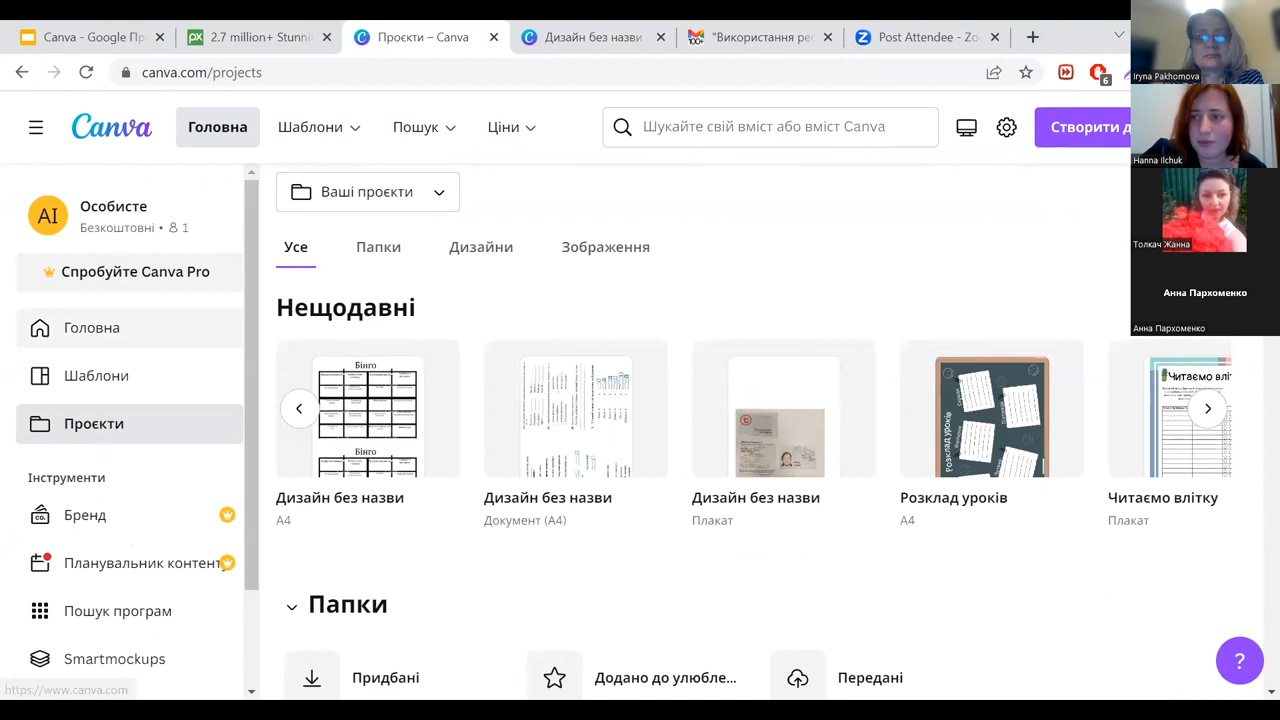 Canva - Google Пр
2.7 million+ Stunni
Проєкти – Canva
Дизайн без назви
"Використання ре
Post Attendee - Zo
100+
canva.com/projects
6
Canva
Головна
Шаблони
Пошук
Ціни
Шукайте свій вміст або вміст Canva
Створити д
AI
Особисте
Безкоштовні • 1
Спробуйте Canva Pro
Головна
Шаблони
Проєкти
Інструменти
Бренд
Планувальник контенту
Пошук програм
Smartmockups
https://www.canva.com
Ваші проєкти
Усе
Папки
Дизайни
Зображення
Нещодавні
Бінго
Бінго
Розклад уроків
Читаємо вліт
Дизайн без назви
A4
Дизайн без назви
Документ (A4)
Дизайн без назви
Плакат
Розклад уроків
A4
Читаємо влітку
Плакат
Папки
Придбані
Додано до улюбле...
Передані
?
Iryna Pakhomova
Hanna Ilchuk
Толкач Жанна
Анна Пархоменко
Анна Пархоменко